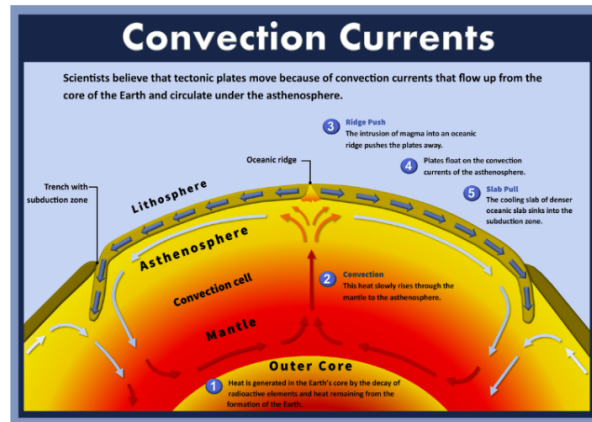 Convection Currents
Scientists believe that tectonic plates move because of convection currents that flow up from the
core of the Earth and circulate under the asthenosphere.
3 Ridge Push
The intrusion of magma into an oceanic
ridge pushes the plates away.
Oceanic ridge
4 Plates float on the convection
currents of the asthenosphere.
Trench with
subduction zone
Lithosphere
5 Slab Pull
The cooling slab of denser
oceanic slab sinks into the
subduction zone.
Asthenosphere
Convection cell
2 Convection
This heat slowly rises through the
mantle to the asthenosphere.
Mantle
Outer Core
1 Heat is generated in the Earth's core by the decay of
radioactive elements and heat remaining from the
formation of the Earth.